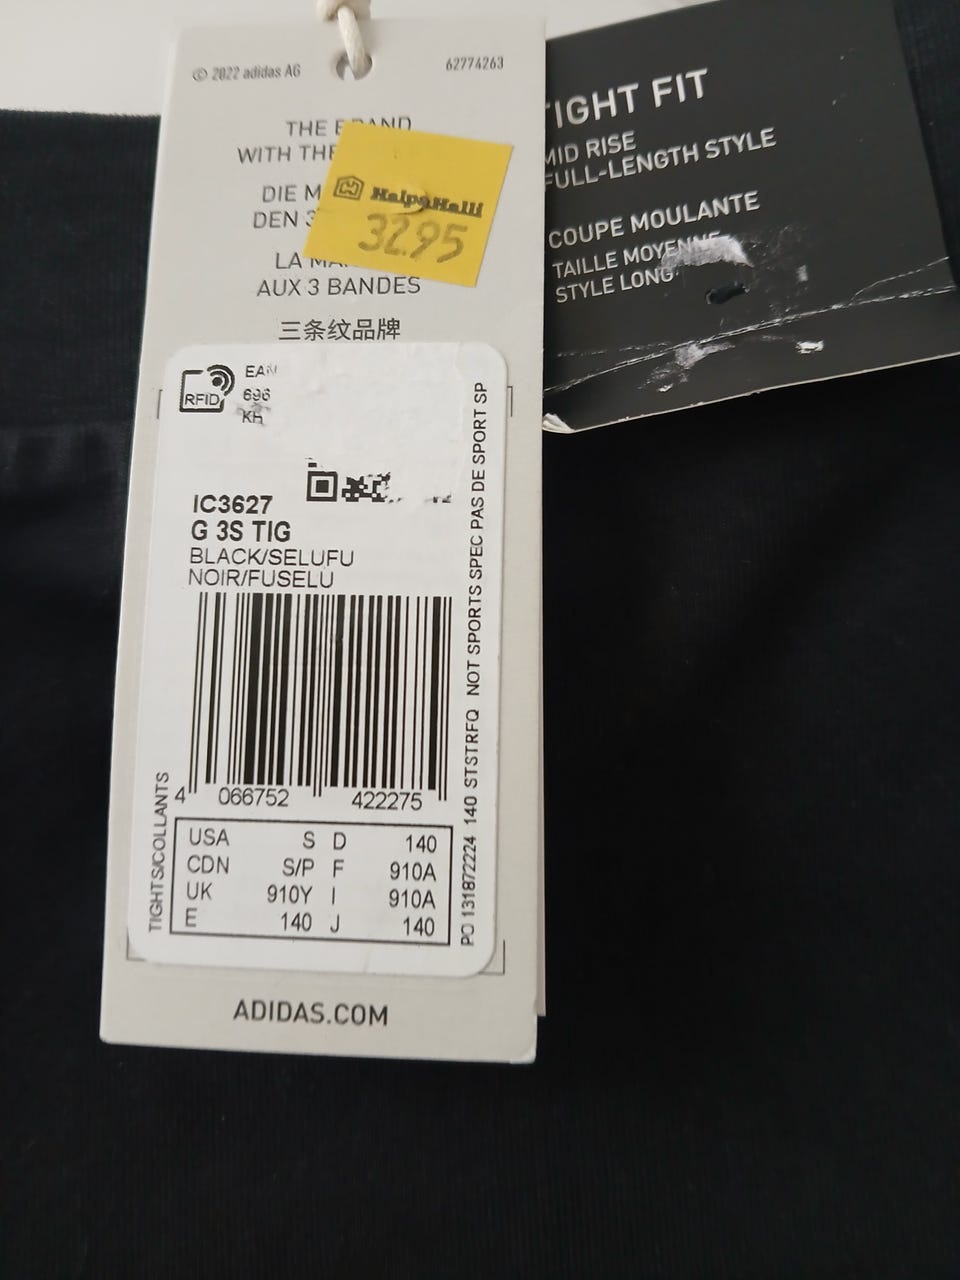 © 2022 adidas AG
62774263
THE BRAND
WITH THE
HalpaHalli
32.95
DIE M
DEN 3
LA MA
AUX 3 BANDES
三条纹品牌
RFID
EAN
696
KH
IC3627
G 3S TIG
BLACK/SELUFU
NOIR/FUSELU
4 066752 422275
TIGHTS/COLLANTS
USA S D 140
CDN S/P F 910A
UK 910Y I 910A
E 140 J 140
PO 131872224 140 STSTRFQ NOT SPORTS SPEC PAS DE SPORT SP
ADIDAS.COM
TIGHT FIT
MID RISE
FULL-LENGTH STYLE
COUPE MOULANTE
TAILLE MOYENNE
STYLE LONG